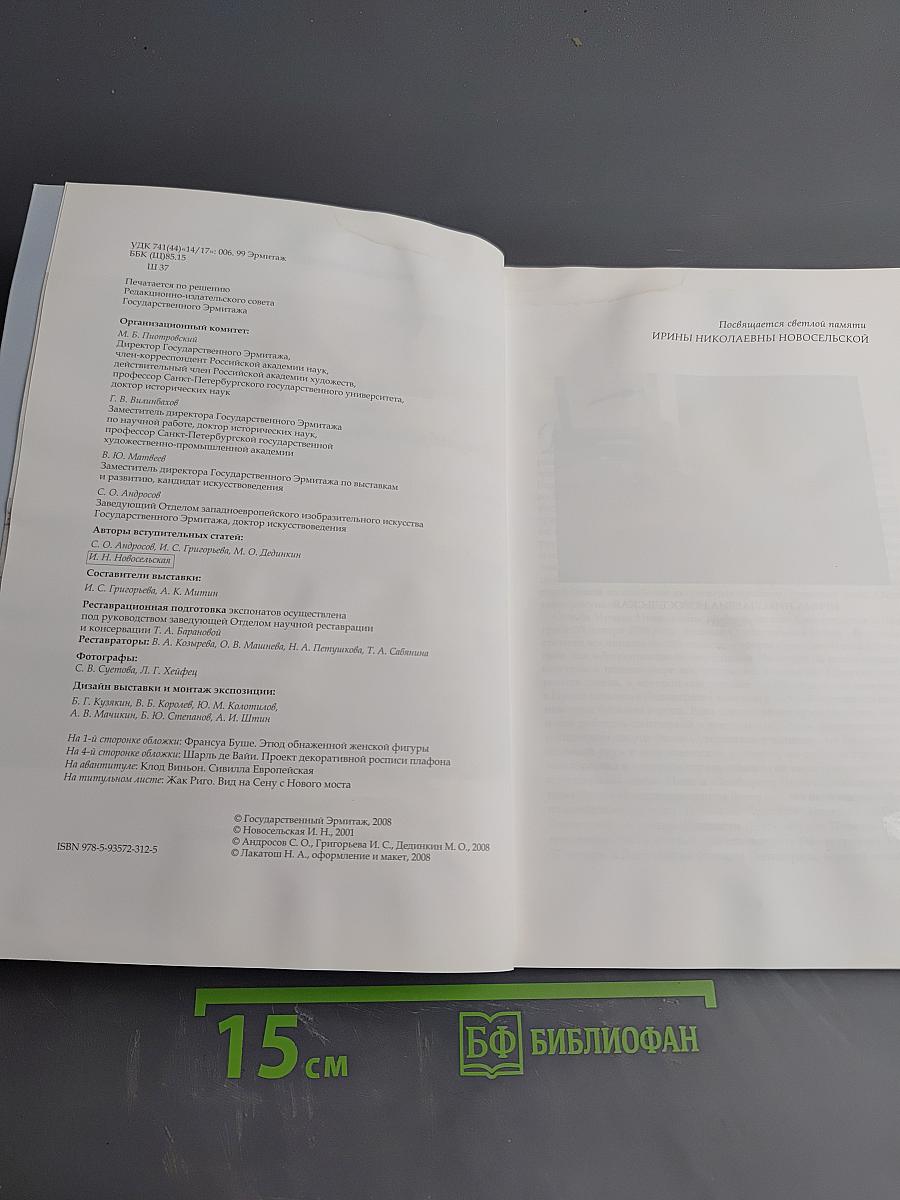 УДК 741(44)«14/17»: 006. 99 Эрмитаж
ББК (Щ)85.15
Ш 37
Печатается по решению
Редакционно-издательского совета
Государственного Эрмитажа
Организационный комитет:
М. Б. Пиотровский
Директор Государственного Эрмитажа,
член-корреспондент Российской академии наук,
действительный член Российской академии художеств,
профессор Санкт-Петербургского государственного университета,
доктор исторических наук
Г. В. Вилинбахов
Заместитель директора Государственного Эрмитажа
по научной работе, доктор исторических наук,
профессор Санкт-Петербургской государственной
художественно-промышленной академии
В. Ю. Матвеев
Заместитель директора Государственного Эрмитажа по выставкам
и развитию, кандидат искусствоведения
С. О. Андросов
Заведующий Отделом западноевропейского изобразительного искусства
Государственного Эрмитажа, доктор искусствоведения
Авторы вступительных статей:
С. О. Андросов, И. С. Григорьева, М. О. Дединкин
И. Н. Новосельская
Составители выставки:
И. С. Григорьева, А. К. Митин
Реставрационная подготовка экспонатов осуществлена
под руководством заведующей Отделом научной реставрации
и консервации Т. А. Барановой
Реставраторы: В. А. Козырева, О. В. Машнева, Н. А. Петушкова, Т. А. Сабянина
Фотографы:
С. В. Суетова, Л. Г. Хейфец
Дизайн выставки и монтаж экспозиции:
Б. Г. Кузякин, В. Б. Королев, Ю. М. Колотилов,
А. В. Мачикин, Б. Ю. Степанов, А. И. Штин
На 1-й сторонке обложки: Франсуа Буше. Этюд обнаженной женской фигуры
На 4-й сторонке обложки: Шарль де Вайи. Проект декоративной росписи плафона
На авантитуле: Клод Виньон. Сивилла Европейская
На титульном листе: Жак Риго. Вид на Сену с Нового моста
© Государственный Эрмитаж, 2008
© Новосельская И. Н., 2001
© Андросов С. О., Григорьева И. С., Дединкин М. О., 2008
© Лакатош Н. А., оформление и макет, 2008
ISBN 978-5-93572-312-5
Посвящается светлой памяти
ИРИНЫ НИКОЛАЕВНЫ НОВОСЕЛЬСКОЙ
15 см
БФ БИБЛИОФАН